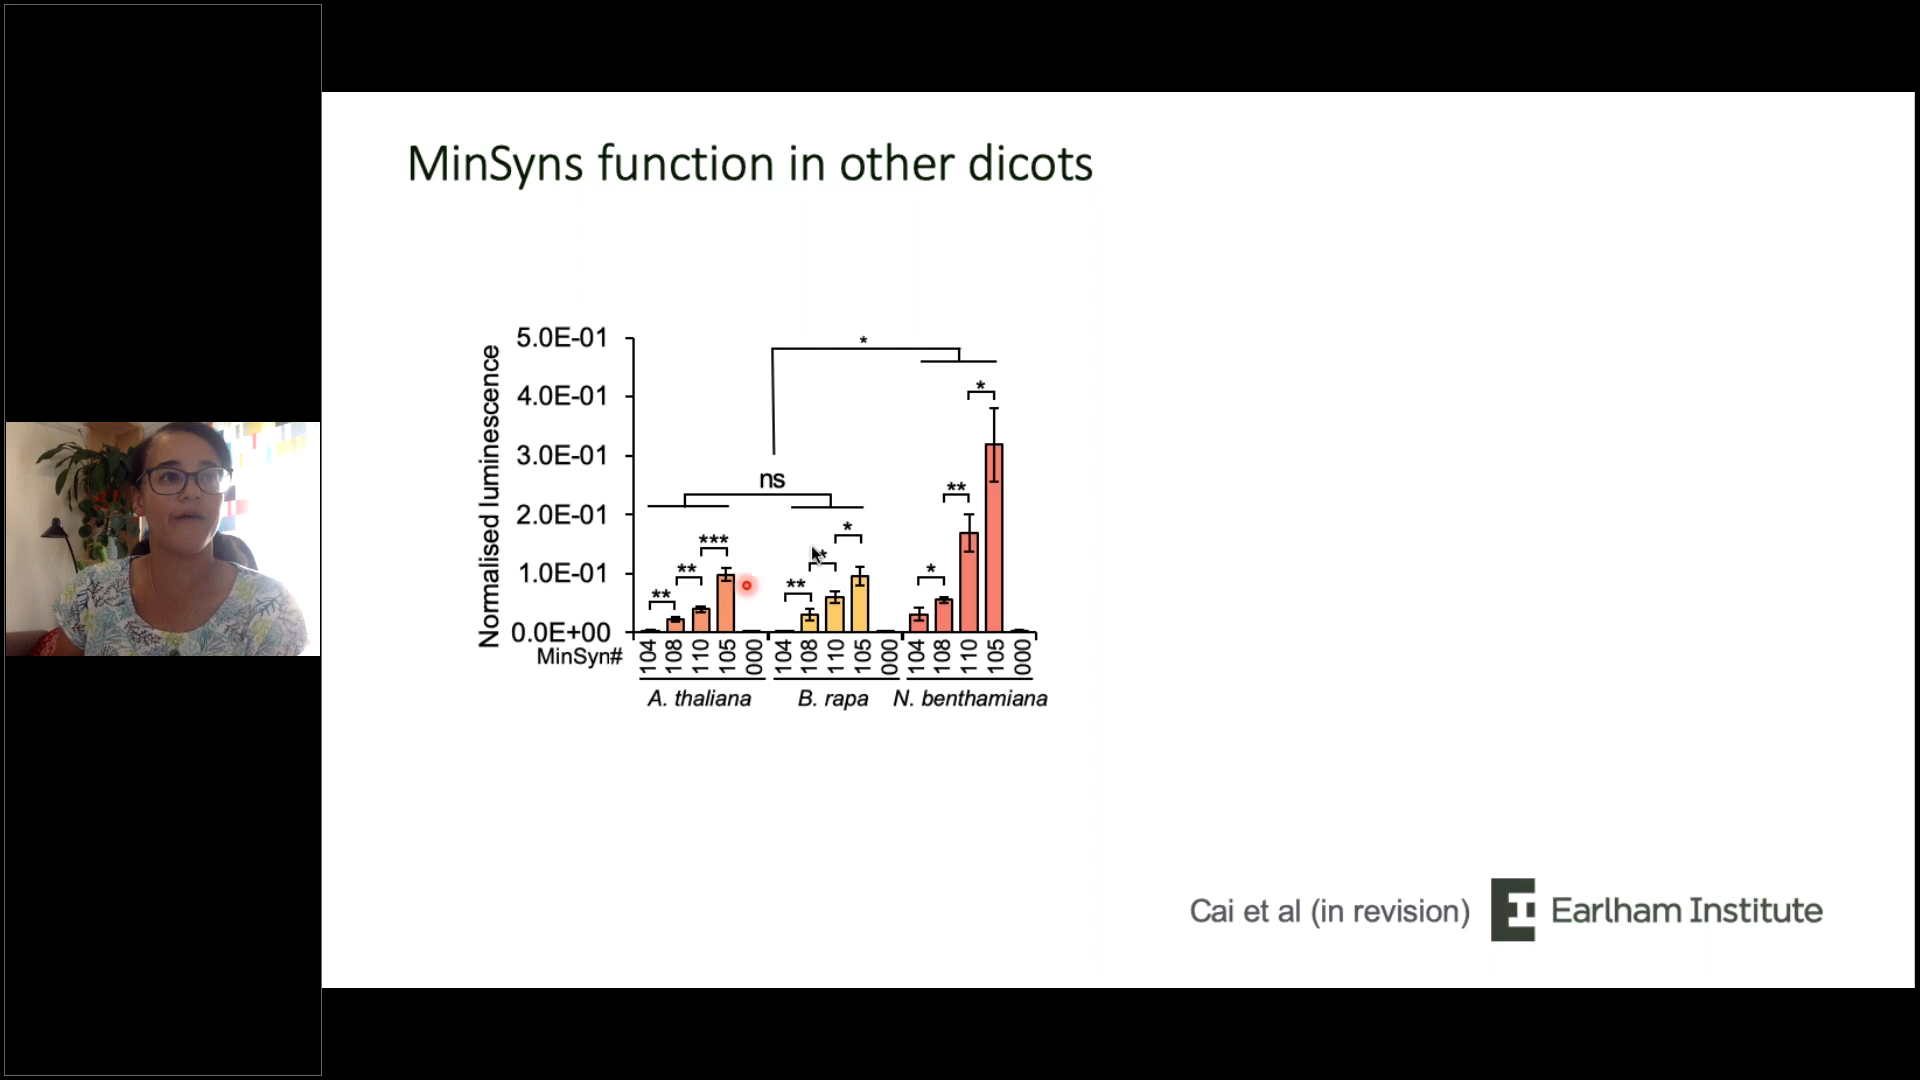 MinSyns function in other dicots
Normalised luminescence
5.0E-01
4.0E-01
3.0E-01
2.0E-01
1.0E-01
0.0E+00
*
*
ns
**
*
***
**
**
**
*
MinSyn#
104 108 110 105 000 104 108 110 105 000 104 108 110 105 000
A. thaliana B. rapa N. benthamiana
Cai et al (in revision)
Earlham Institute